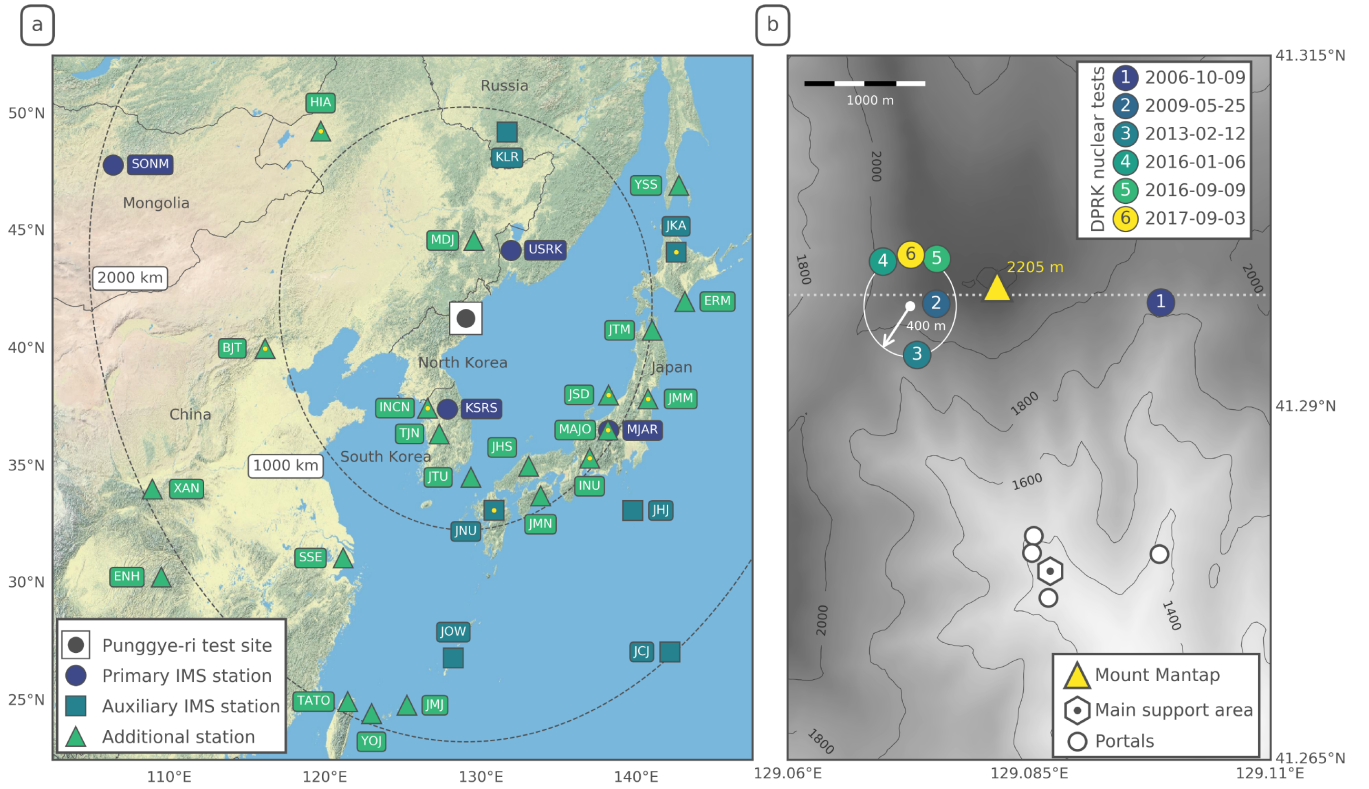 a
b
50°N
45°N
40°N
35°N
30°N
25°N
110°E
120°E
130°E
140°E
Russia
HIA
KLR
SONM
Mongolia
YSS
JKA
MDJ
USRK
2000 km
ERM
JTM
BJT
North Korea
Japan
JSD
JMM
INCN
KSRS
China
TJN
MAJO
MJAR
JHS
South Korea
1000 km
JTU
INU
XAN
JMN
JHJ
JNU
SSE
ENH
JOW
JCJ
TATO
JMJ
YOJ
Punggye-ri test site
Primary IMS station
Auxiliary IMS station
Additional station
41.315°N
41.29°N
41.265°N
129.06°E
129.085°E
129.11°E
1000 m
DPRK nuclear tests
1 2006-10-09
2 2009-05-25
3 2013-02-12
4 2016-01-06
5 2016-09-09
6 2017-09-03
2000
1800
4
6
5
2205 m
2000
2
1
400 m
3
1800
1600
1400
2000
1800
Mount Mantap
Main support area
Portals